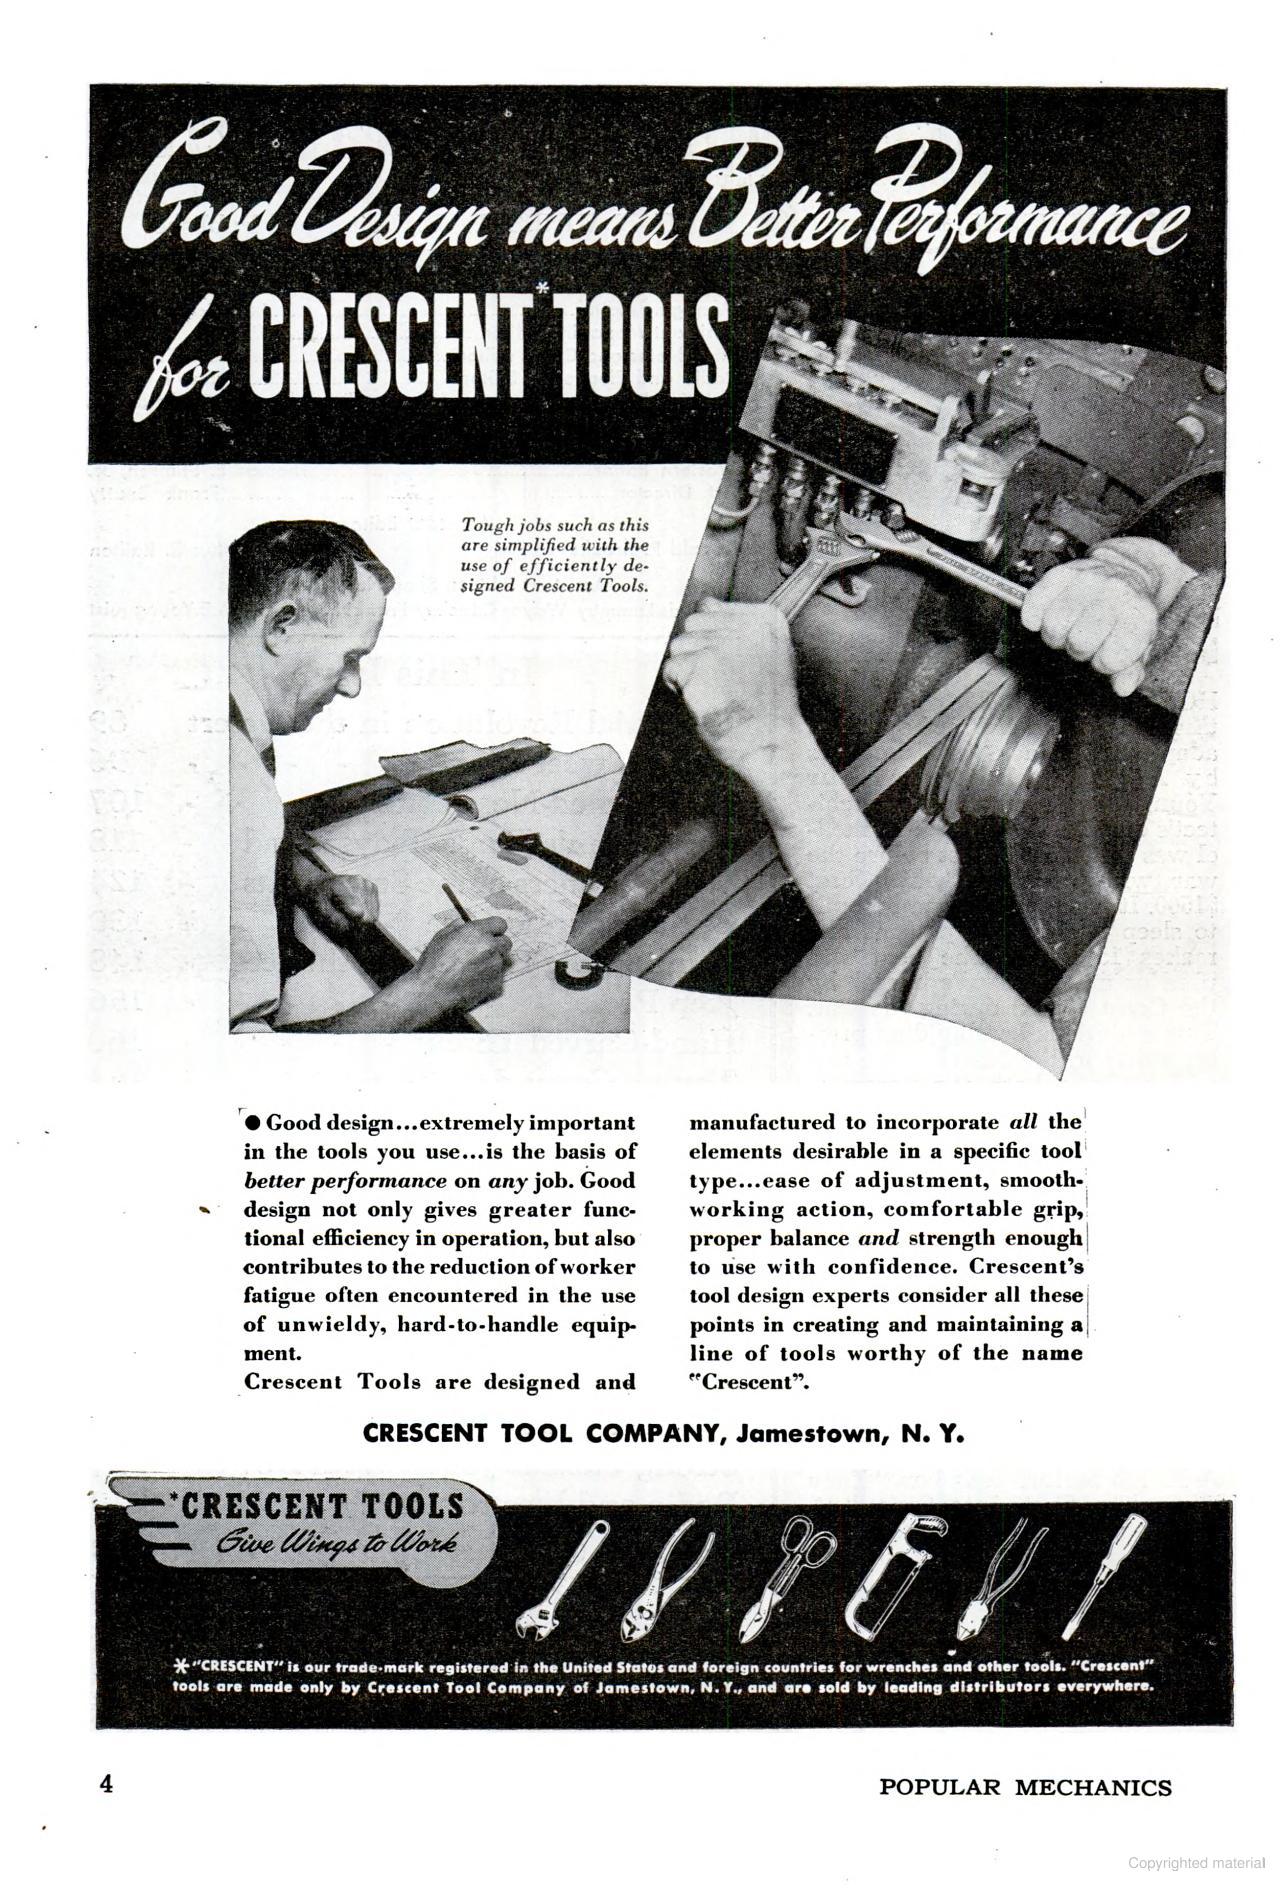 Good Design means Better Performance
for CRESCENT* TOOLS
Tough jobs such as this
are simplified with the
use of efficiently de-
signed Crescent Tools.
● Good design...extremely important
in the tools you use...is the basis of
better performance on any job. Good
design not only gives greater func-
tional efficiency in operation, but also
contributes to the reduction of worker
fatigue often encountered in the use
of unwieldy, hard-to-handle equip-
ment.
Crescent Tools are designed and
manufactured to incorporate all the
elements desirable in a specific tool
type...ease of adjustment, smooth-
working action, comfortable grip,
proper balance and strength enough
to use with confidence. Crescent's
tool design experts consider all these
points in creating and maintaining a
line of tools worthy of the name
"Crescent".
CRESCENT TOOL COMPANY, Jamestown, N. Y.
*CRESCENT TOOLS
Give Wings to Work
*"CRESCENT" is our trade-mark registered in the United States and foreign countries for wrenches and other tools. "Crescent"
tools are made only by Crescent Tool Company of Jamestown, N. Y., and are sold by leading distributors everywhere.
4
POPULAR MECHANICS
Copyrighted material